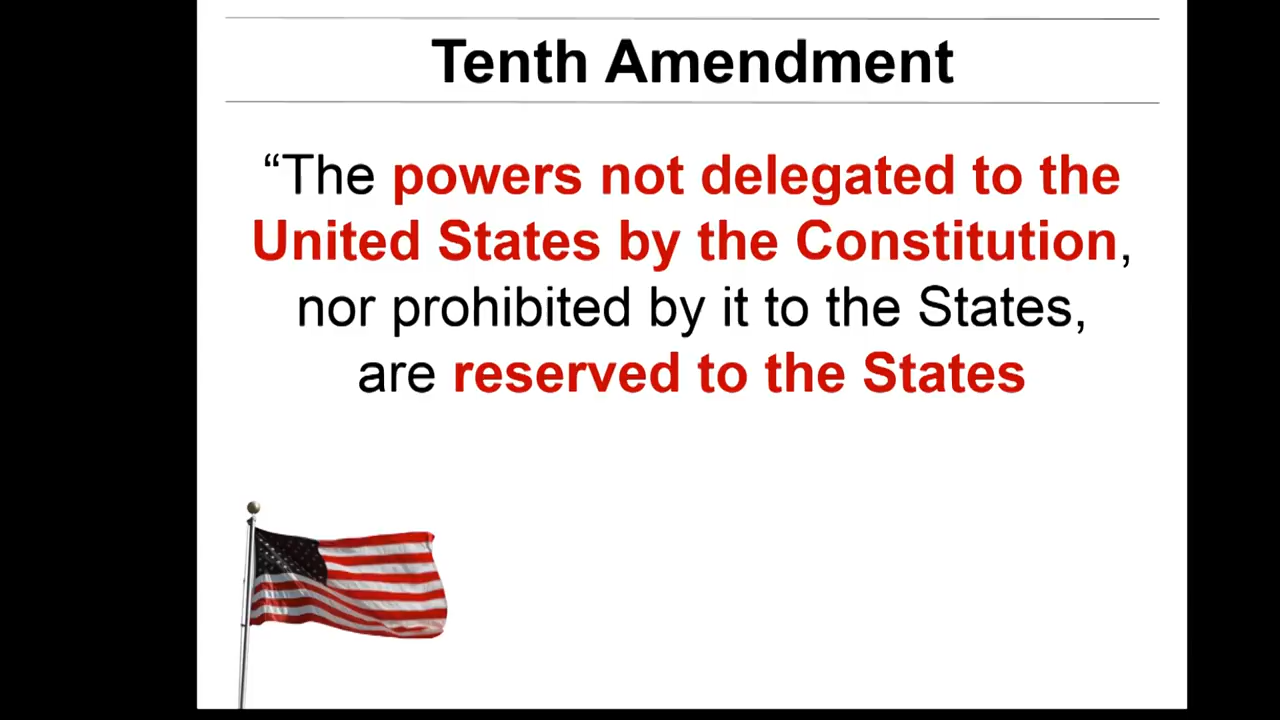 Tenth Amendment
“The powers not delegated to the
United States by the Constitution,
nor prohibited by it to the States,
are reserved to the States